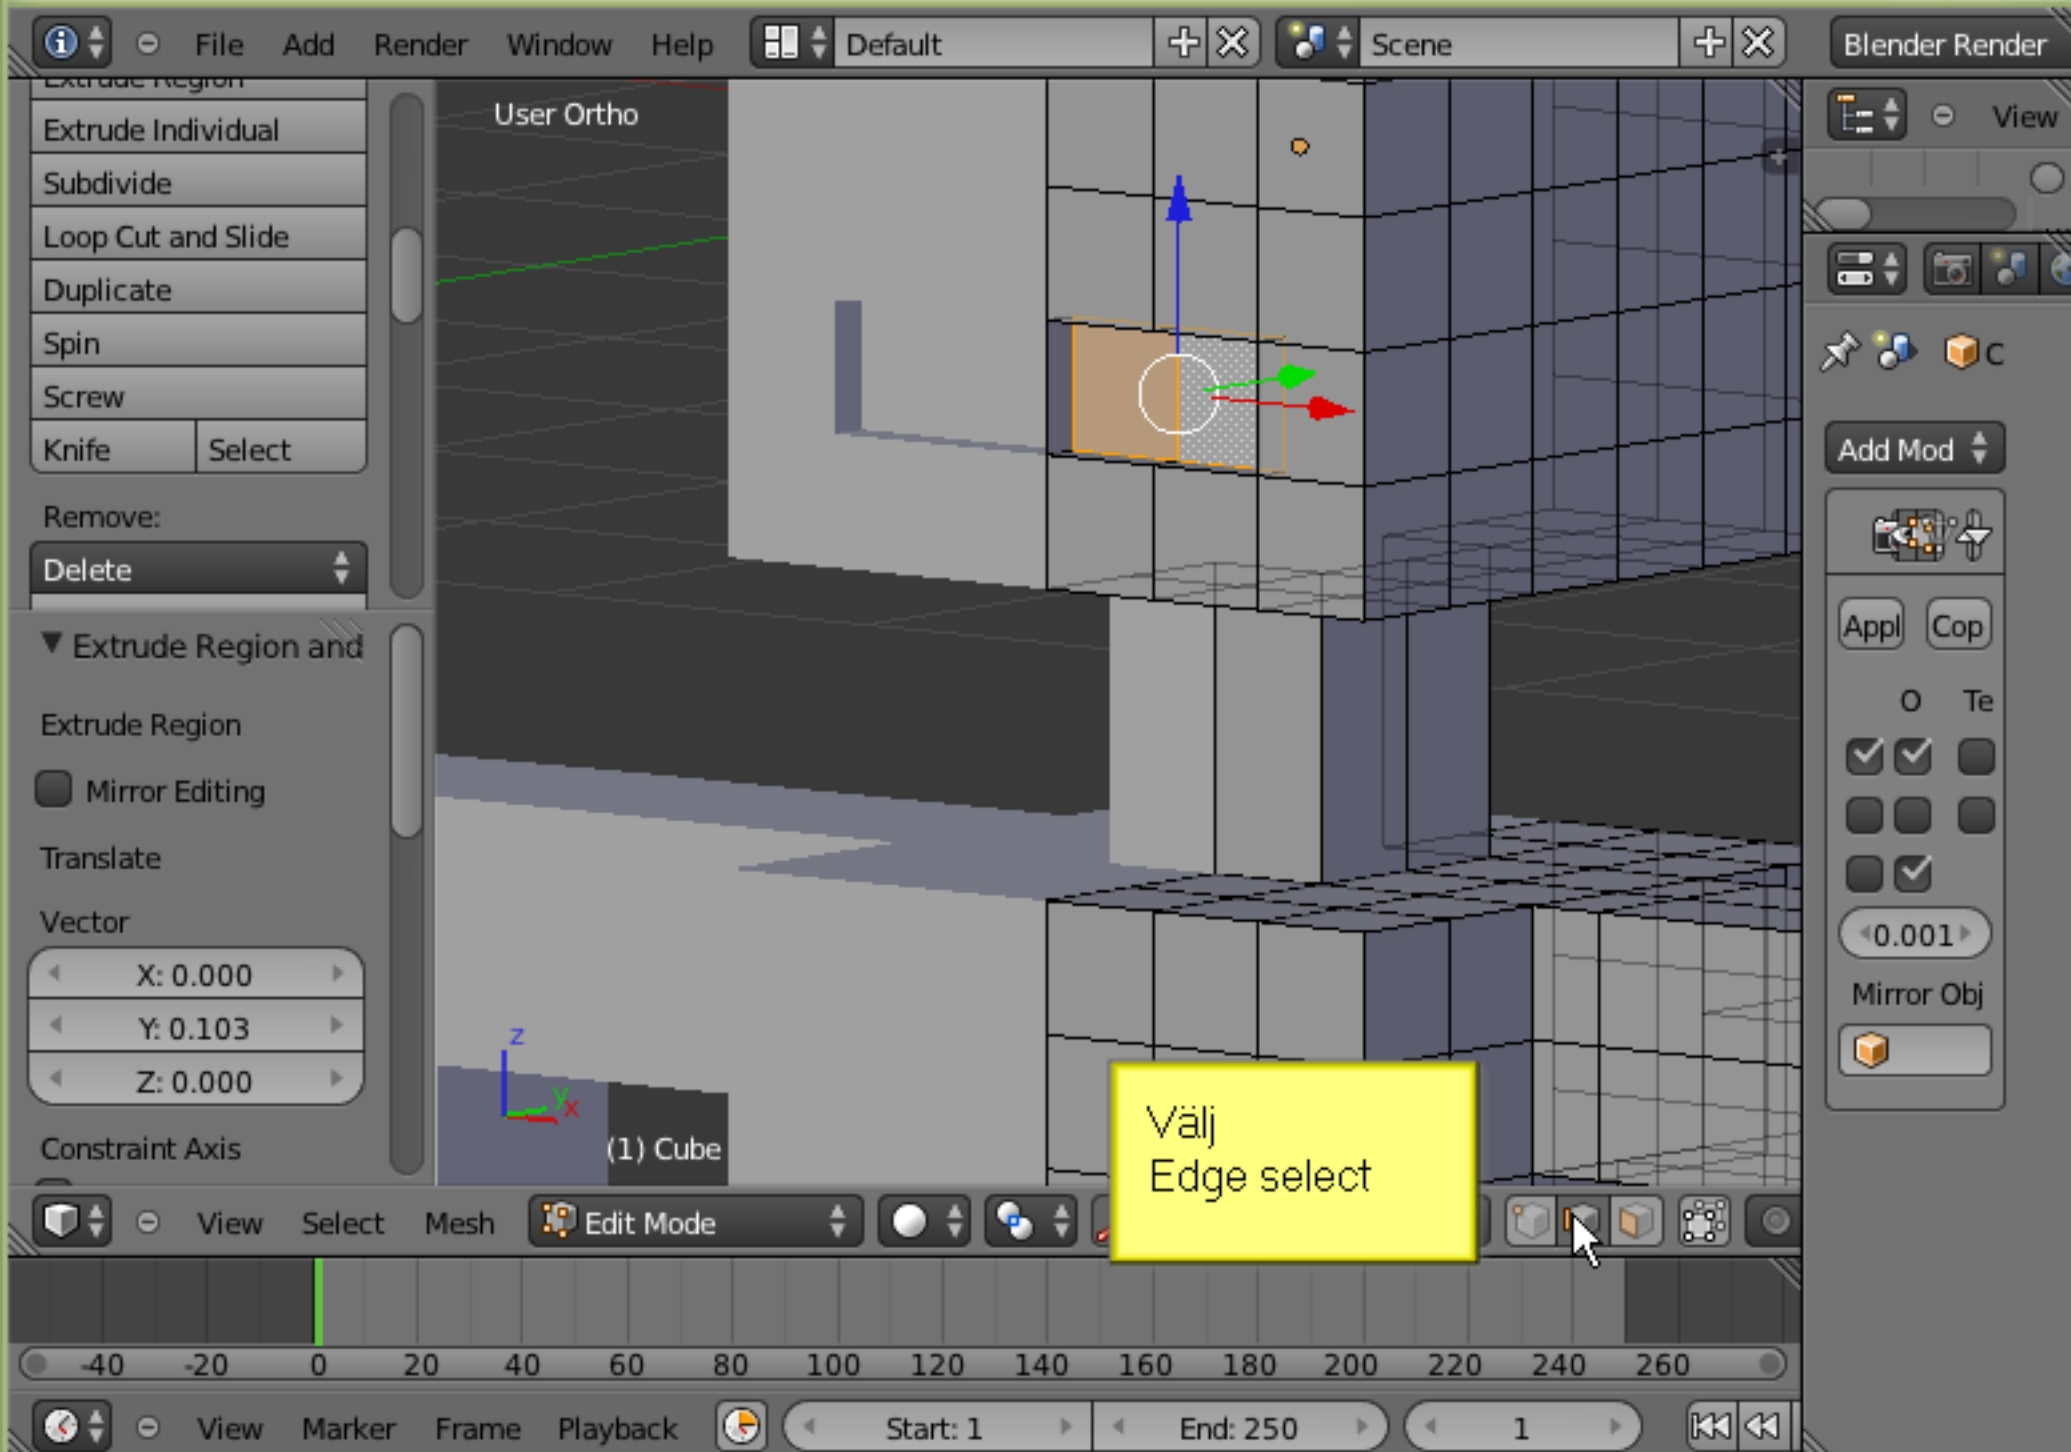 File Add Render Window Help Default Scene Blender Render
Extrude Region
Extrude Individual
Subdivide
Loop Cut and Slide
Duplicate
Spin
Screw
Knife Select
Remove:
Delete
Extrude Region and
Extrude Region
Mirror Editing
Translate
Vector
X: 0.000
Y: 0.103
Z: 0.000
Constraint Axis
User Ortho
z
y
x
(1) Cube
Välj
Edge select
View
C
Add Mod
Appl Cop
O Te
0.001
Mirror Obj
View Select Mesh Edit Mode
-40 -20 0 20 40 60 80 100 120 140 160 180 200 220 240 260
View Marker Frame Playback Start: 1 End: 250 1